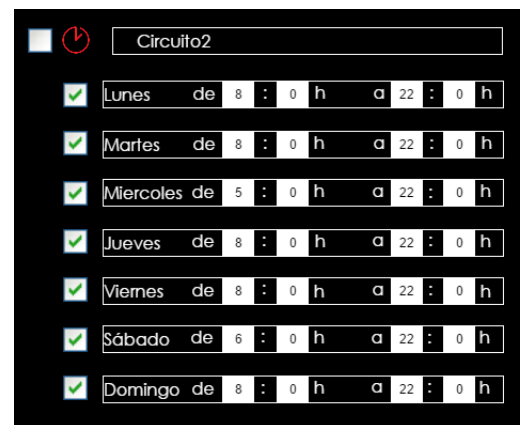 Circuito2
Lunes de 8 : 0 h a 22 : 0 h
Martes de 8 : 0 h a 22 : 0 h
Miercoles de 5 : 0 h a 22 : 0 h
Jueves de 8 : 0 h a 22 : 0 h
Viernes de 8 : 0 h a 22 : 0 h
Sábado de 6 : 0 h a 22 : 0 h
Domingo de 8 : 0 h a 22 : 0 h